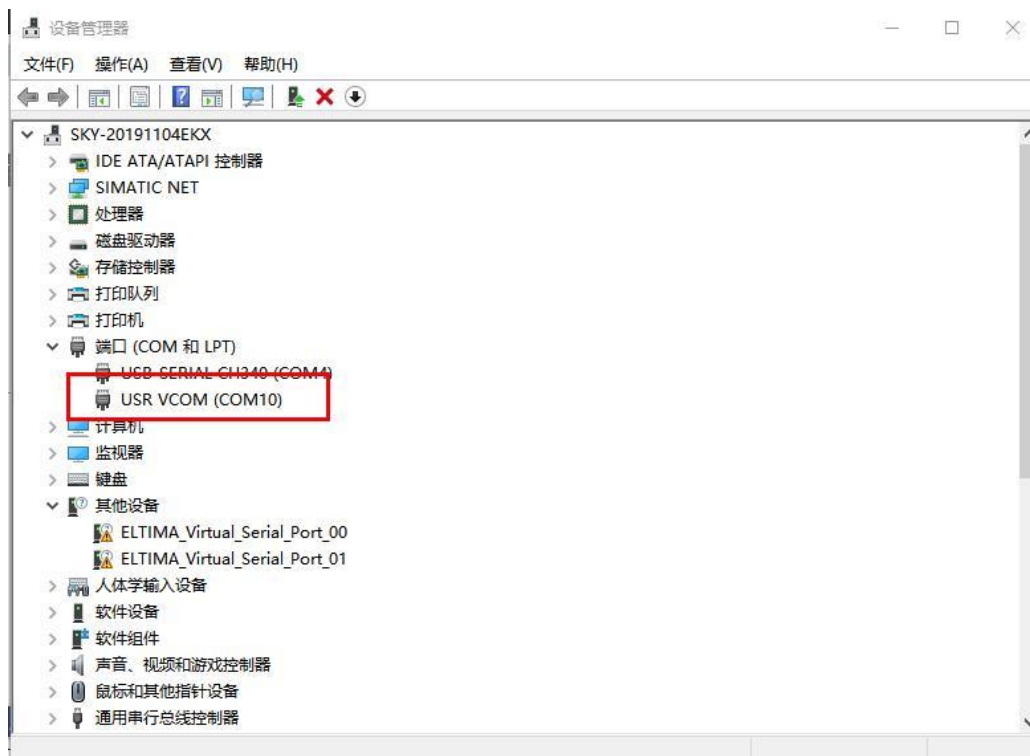 设备管理器
文件(F) 操作(A) 查看(V) 帮助(H)
SKY-20191104EKX
IDE ATA/ATAPI 控制器
SIMATIC NET
处理器
磁盘驱动器
存储控制器
打印队列
打印机
端口 (COM 和 LPT)
USB-SERIAL CH340 (COM4)
USR VCOM (COM10)
计算机
监视器
键盘
其他设备
ELTIMA_Virtual_Serial_Port_00
ELTIMA_Virtual_Serial_Port_01
人体学输入设备
软件设备
软件组件
声音、视频和游戏控制器
鼠标和其他指针设备
通用串行总线控制器